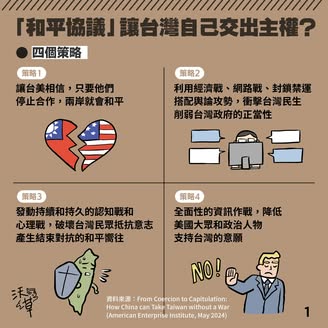 「和平協議」讓台灣自己交出主權？
四個策略
策略1
讓台美相信，只要他們
停止合作，兩岸就會和平
策略2
利用經濟戰、網路戰、封鎖禁運
搭配輿論攻勢，衝擊台灣民生
削弱台灣政府的正當性
策略3
發動持續和持久的認知戰和
心理戰，破壞台灣民眾抵抗意志
產生結束對抗的和平嚮往
策略4
全面性的資訊作戰，降低
美國大眾和政治人物
支持台灣的意願
NO!
資料來源：From Coercion to Capitulation:
How China can Take Taiwan without a War
(American Enterprise Institute, May 2024)
1